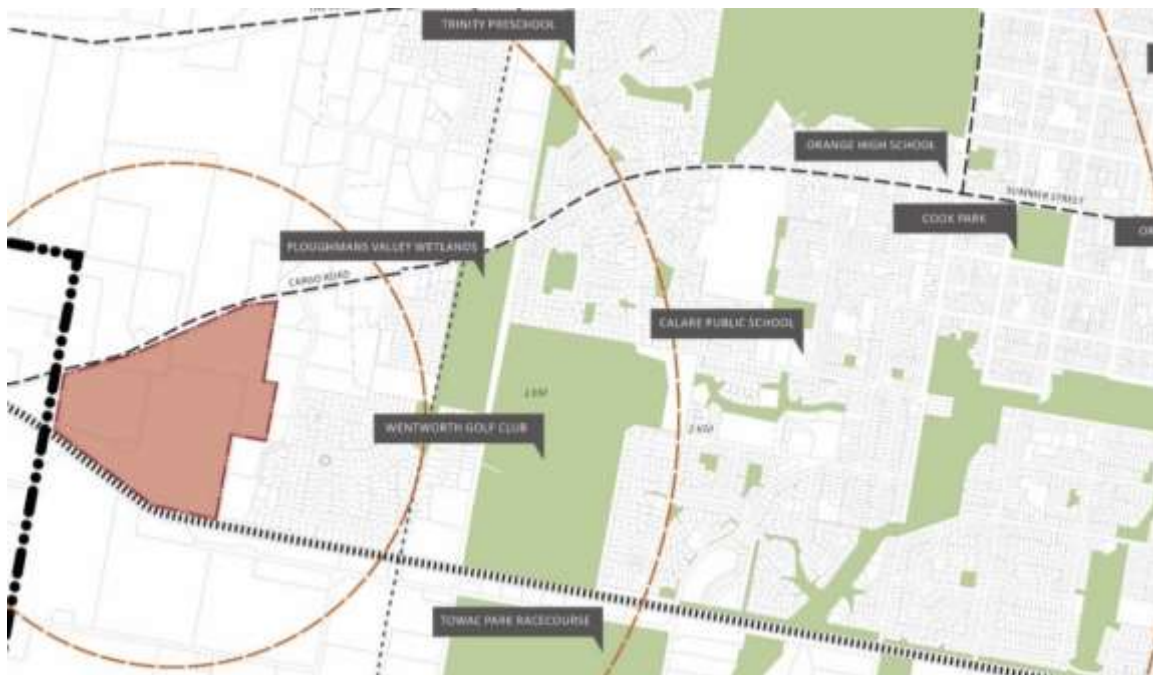 TRINITY PRESCHOOL
ORANGE HIGH SCHOOL
SUMMER STREET
COOK PARK
PLOUGHMANS VALLEY WETLANDS
CARGO ROAD
CALARE PUBLIC SCHOOL
WENTWORTH GOLF CLUB
2 KM
TOWAC PARK RACECOURSE